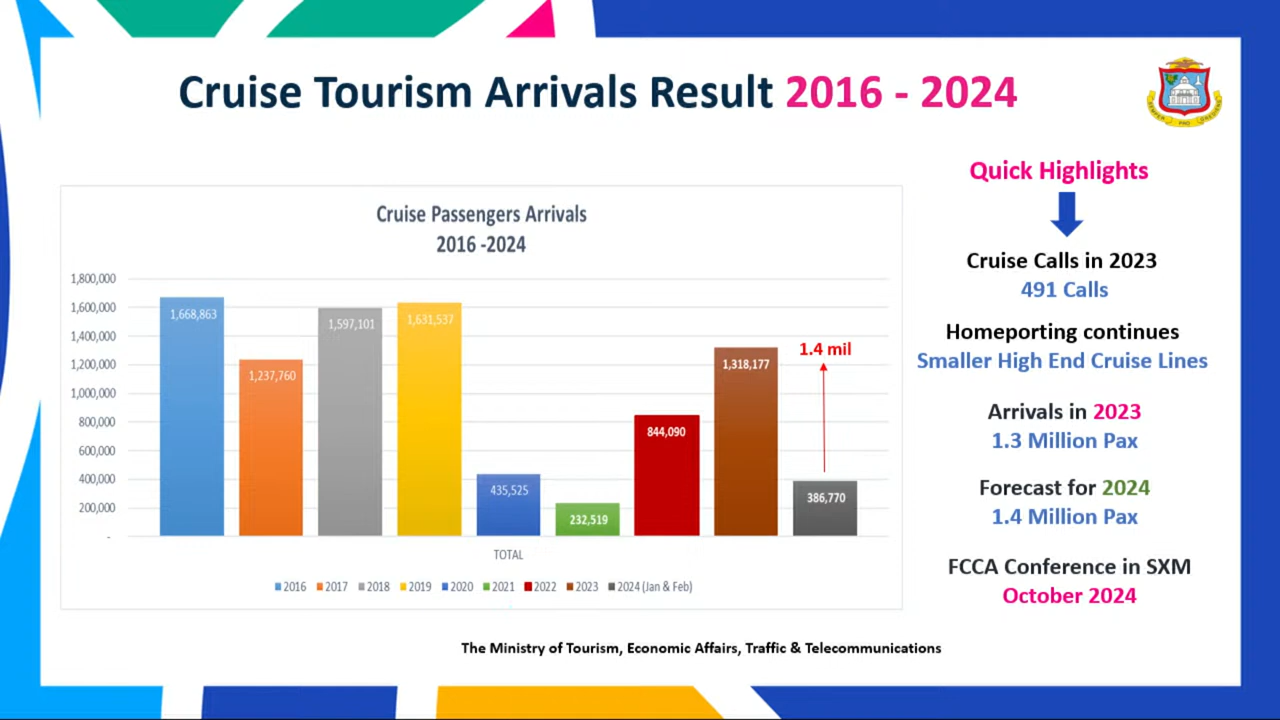 Cruise Tourism Arrivals Result 2016 - 2024
SEMPER PRO GREDIENS
Quick Highlights
Cruise Calls in 2023
491 Calls
Homeporting continues
Smaller High End Cruise Lines
Arrivals in 2023
1.3 Million Pax
Forecast for 2024
1.4 Million Pax
FCCA Conference in SXM
October 2024
Cruise Passengers Arrivals
2016 -2024
1,800,000
1,600,000
1,400,000
1,200,000
1,000,000
800,000
600,000
400,000
200,000
-
1,668,863
1,237,760
1,597,101
1,631,537
435,525
232,519
844,090
1,318,177
1.4 mil
386,770
TOTAL
2016 2017 2018 2019 2020 2021 2022 2023 2024 (Jan & Feb)
The Ministry of Tourism, Economic Affairs, Traffic & Telecommunications